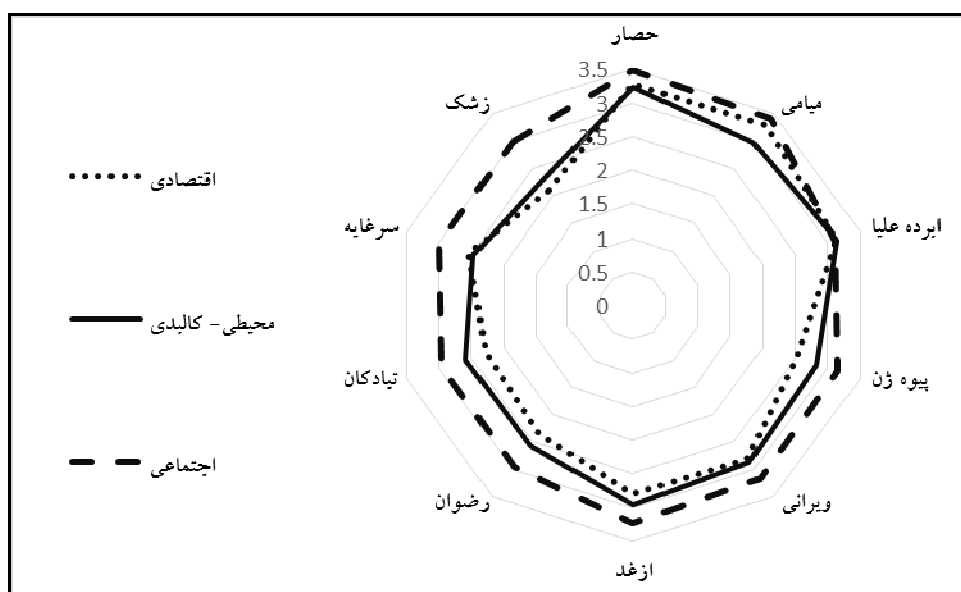 حصار
میامی
ابرده علیا
پیوه ژن
ویرانی
ازغد
رضوان
تبادکان
سرغایه
زشک
3.5
3
2.5
2
1.5
1
0.5
0
اقتصادی
محیطی- کالبدی
اجتماعی